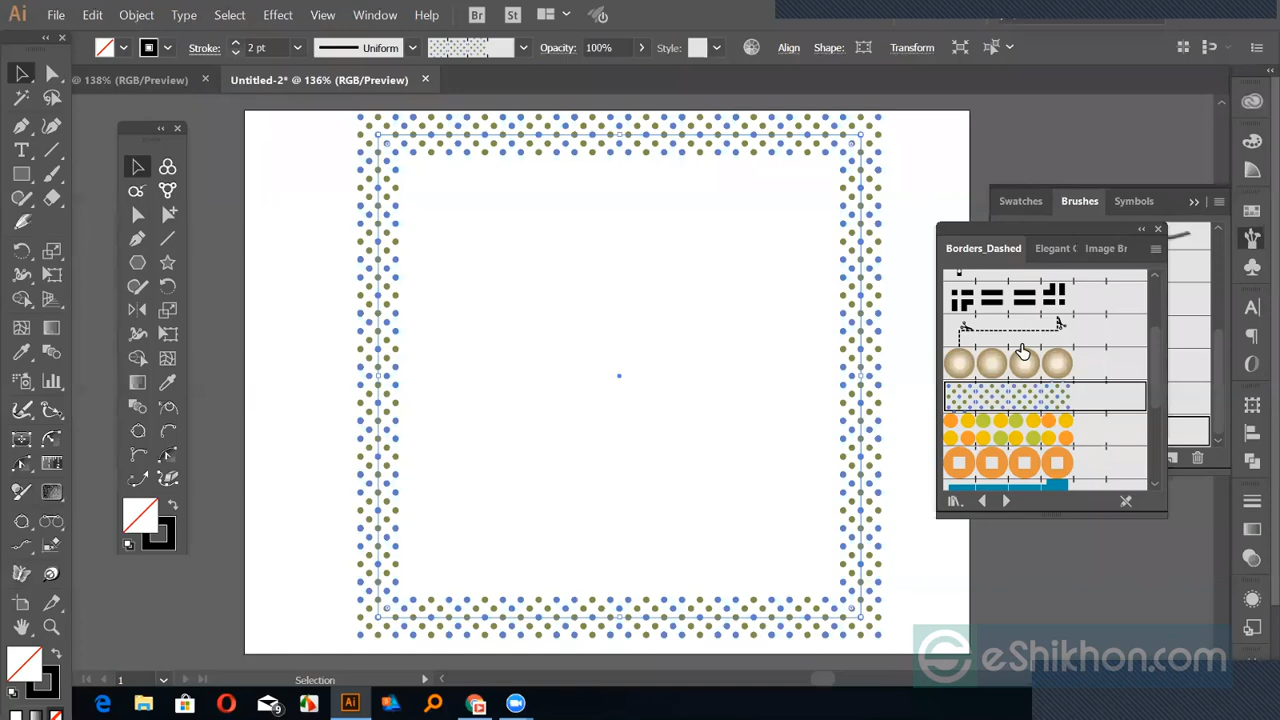 Ai File Edit Object Type Select Effect View Window Help Br St
Stroke: 2 pt Uniform Opacity: 100% Style: Align Shape: Transform
@ 138% (RGB/Preview) × Untitled-2* @ 136% (RGB/Preview) ×
Swatches Brushes Symbols
Borders_Dashed Elegant C Image Br
eShikhon.com
1 Selection
Ai 9